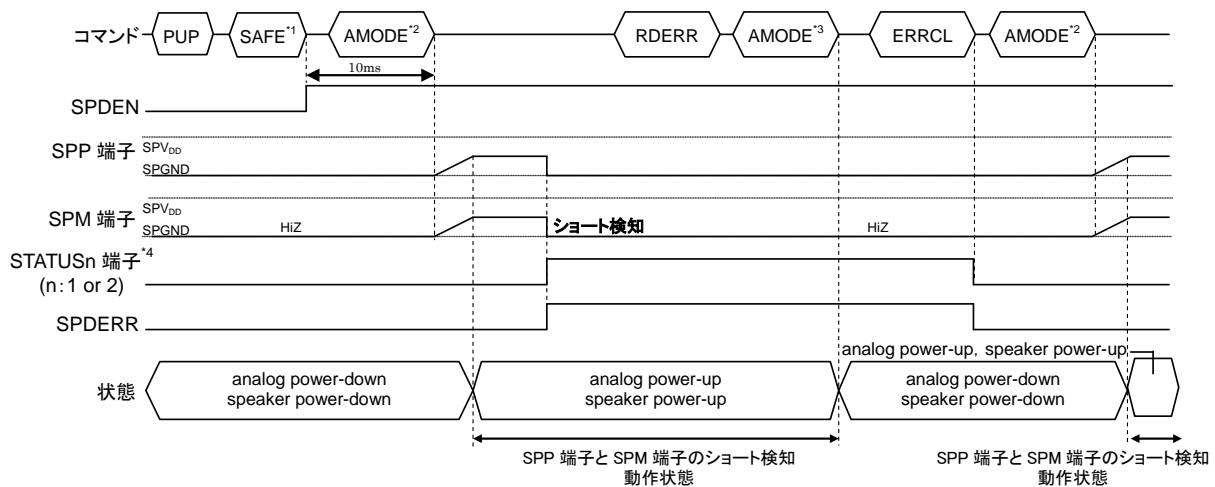 コマンド PUP SAFE*1 AMODE*2 RDERR AMODE*3 ERRCL AMODE*2
10ms
SPDEN
SPP 端子 SPVDD
SPGND
SPM 端子 SPVDD
SPGND HiZ ショート検知 HiZ
STATUSn 端子*4
(n:1 or 2)
SPDERR
analog power-up, speaker power-up
状態 analog power-down analog power-up analog power-down
speaker power-down speaker power-up speaker power-down
SPP 端子と SPM 端子のショート検知 SPP 端子と SPM 端子のショート検知
動作状態 動作状態